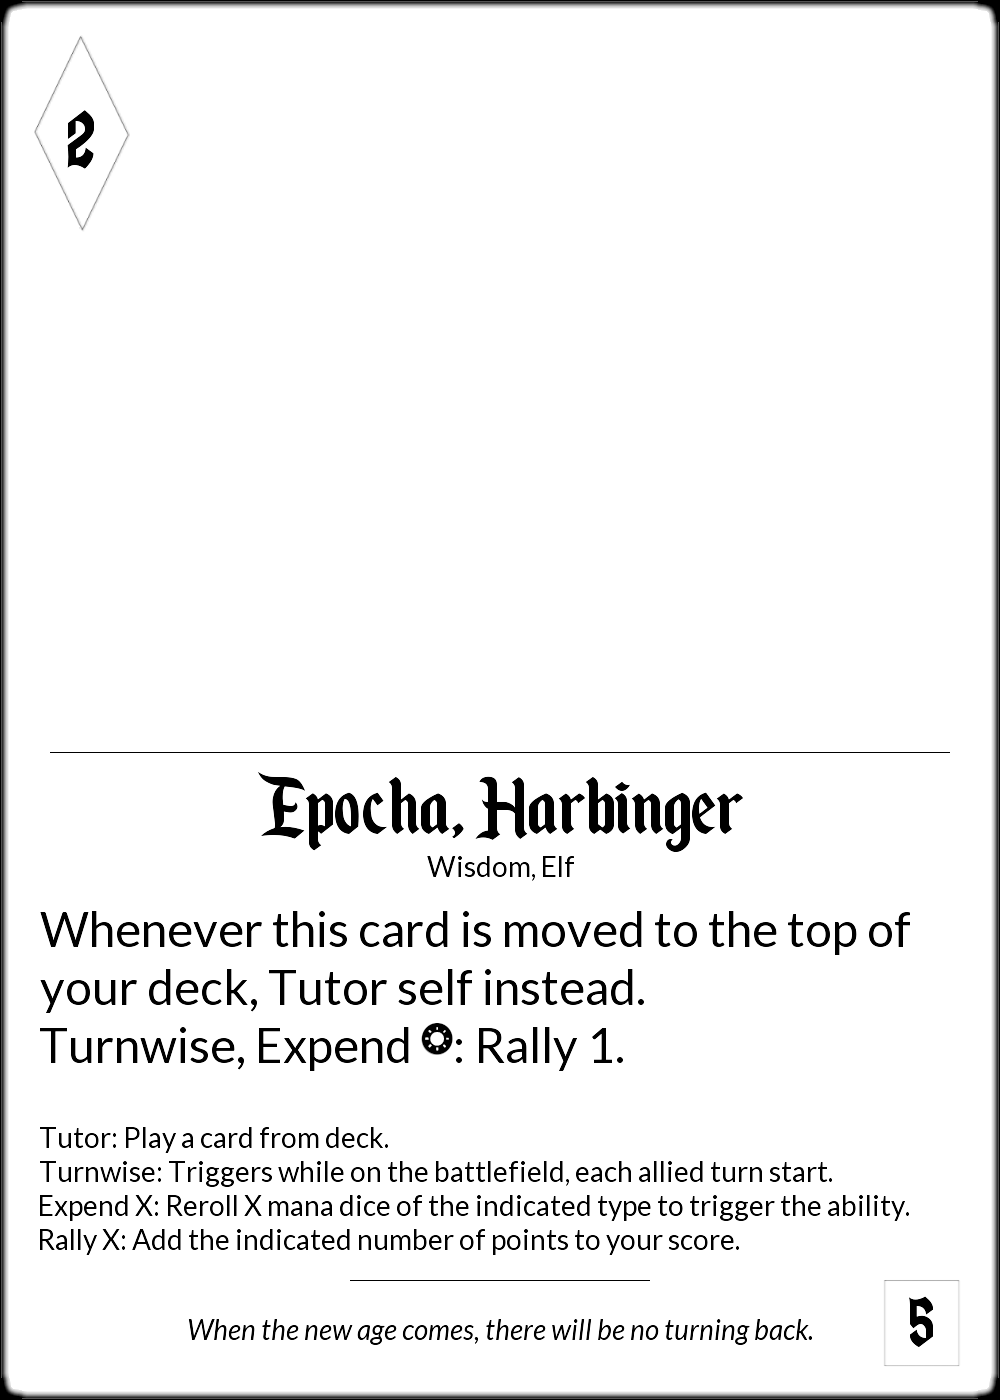 2
Epocha, Harbinger
Wisdom, Elf
Whenever this card is moved to the top of
your deck, Tutor self instead.
Turnwise, Expend : Rally 1.
Tutor: Play a card from deck.
Turnwise: Triggers while on the battlefield, each allied turn start.
Expend X: Reroll X mana dice of the indicated type to trigger the ability.
Rally X: Add the indicated number of points to your score.
When the new age comes, there will be no turning back.
5